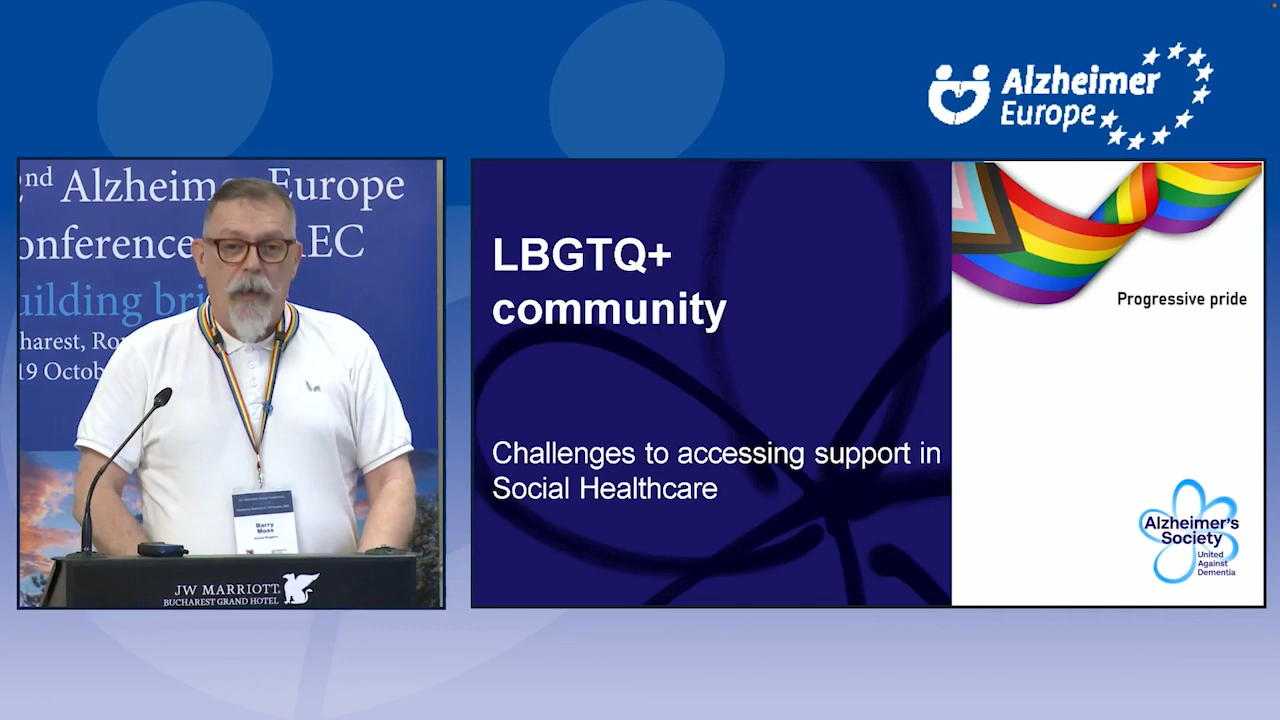 Alzheimer
Europe
nd Alzheim Europe
onference EC
uilding bri
harest, Ro
19 Octob
Barry
Moss
JW MARRIOTT
BUCHAREST GRAND HOTEL
LBGTQ+
community
Challenges to accessing support in
Social Healthcare
Progressive pride
Alzheimer's
Society
United
Against
Dementia